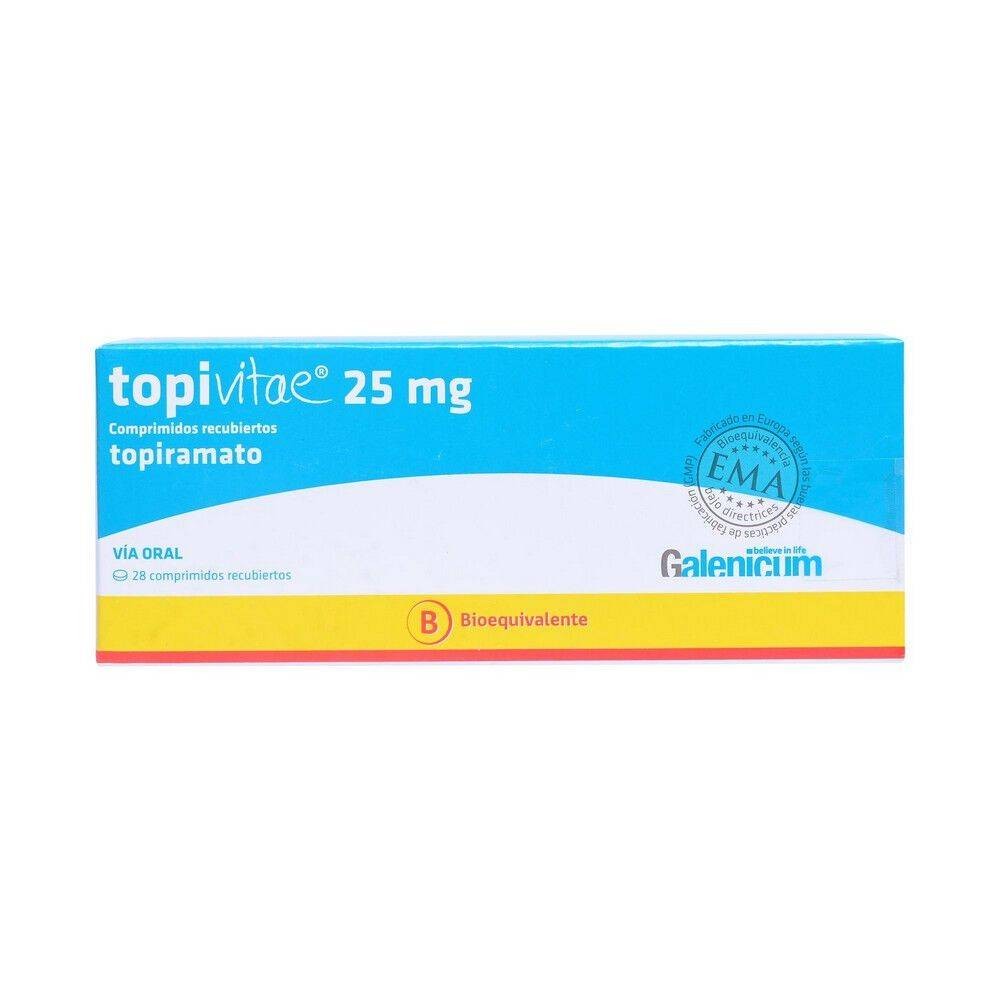 topivitae® 25 mg
Comprimidos recubiertos
topiramato
Fabricado en Europa según las buenas prácticas de fabricación (GMP)
Bioequivalencia
EMA
bajo directrices
VÍA ORAL
28 comprimidos recubiertos
believe in life
Galenicum
B Bioequivalente